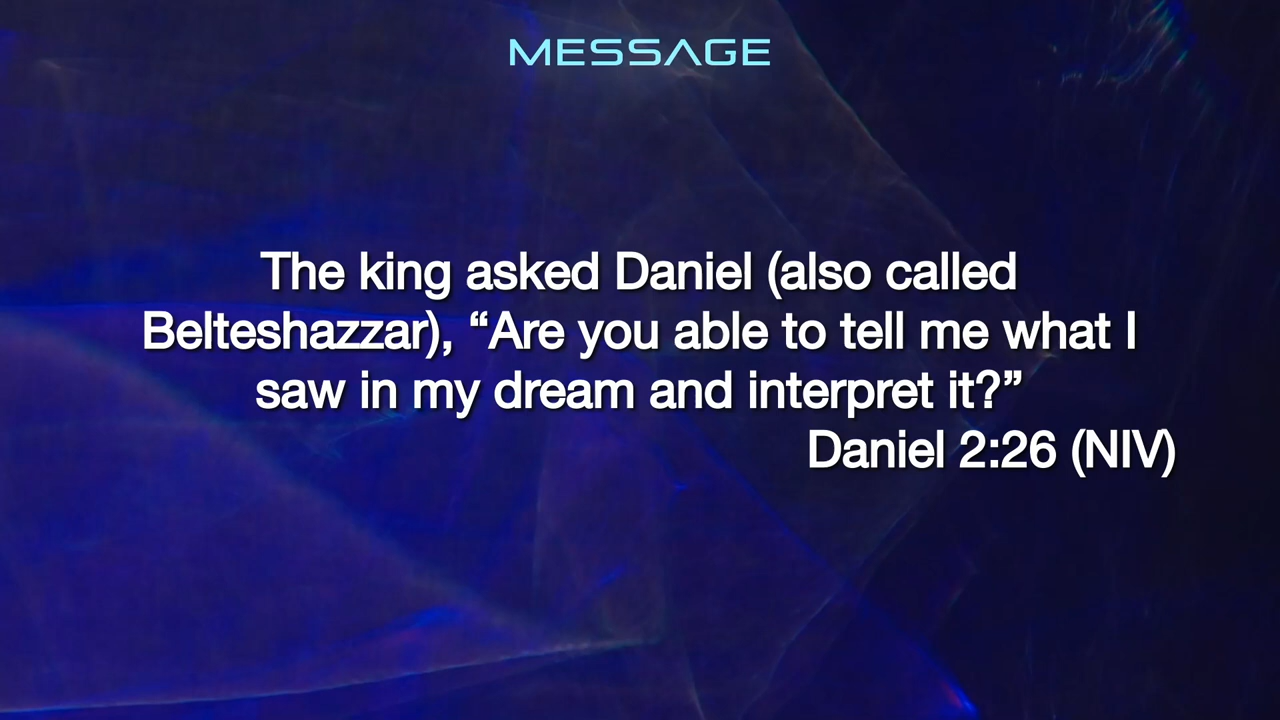 MESSAGE
The king asked Daniel (also called
Belteshazzar), “Are you able to tell me what I
saw in my dream and interpret it?”
Daniel 2:26 (NIV)